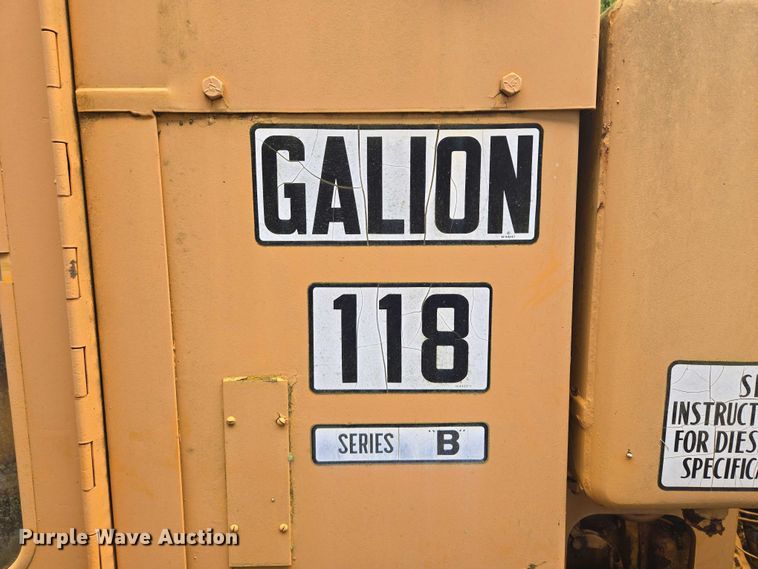 GALION
118
SERIES "B"
INSTRUCT
FOR DIES
SPECIFIC
Purple Wave Auction